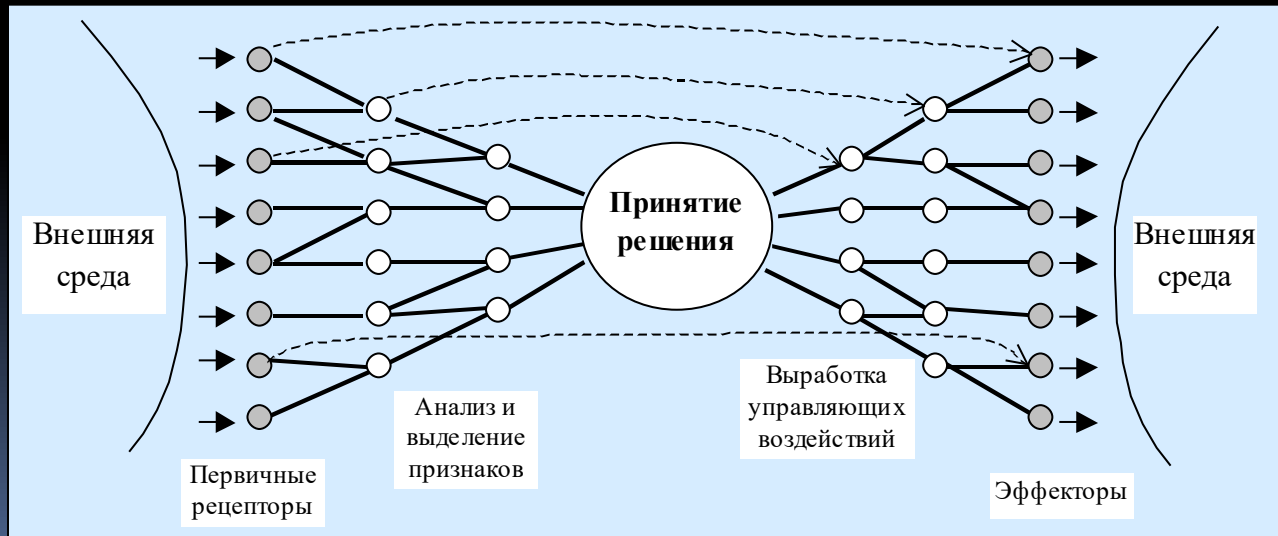 Внешняя
среда
Первичные
рецепторы
Анализ и
выделение
признаков
Принятие
решения
Выработка
управляющих
воздействий
Эффекторы
Внешняя
среда